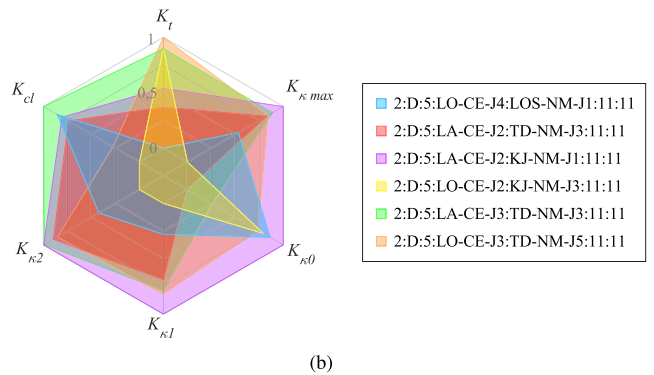 K_t
1
K_cl
K_κ max
0.5
0
K_κ2
K_κ0
K_κ1
2:D:5:LO-CE-J4:LOS-NM-J1:11:11
2:D:5:LA-CE-J2:TD-NM-J3:11:11
2:D:5:LA-CE-J2:KJ-NM-J1:11:11
2:D:5:LO-CE-J2:KJ-NM-J3:11:11
2:D:5:LA-CE-J3:TD-NM-J3:11:11
2:D:5:LO-CE-J3:TD-NM-J5:11:11
(b)